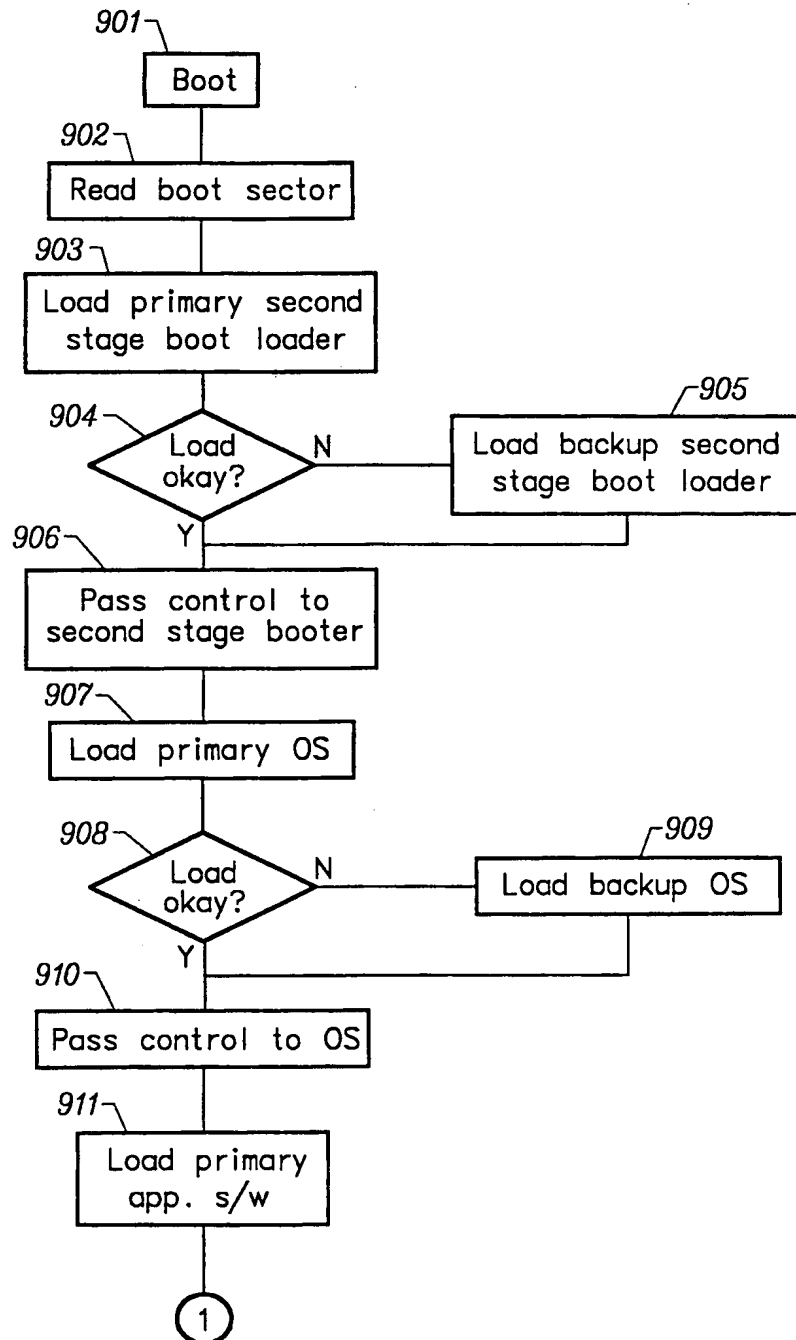 901
Boot
902
Read boot sector
903
Load primary second
stage boot loader
904
Load
okay?
N
Y
905
Load backup second
stage boot loader
906
Pass control to
second stage booter
907
Load primary OS
908
Load
okay?
N
Y
909
Load backup OS
910
Pass control to OS
911
Load primary
app. s/w
1